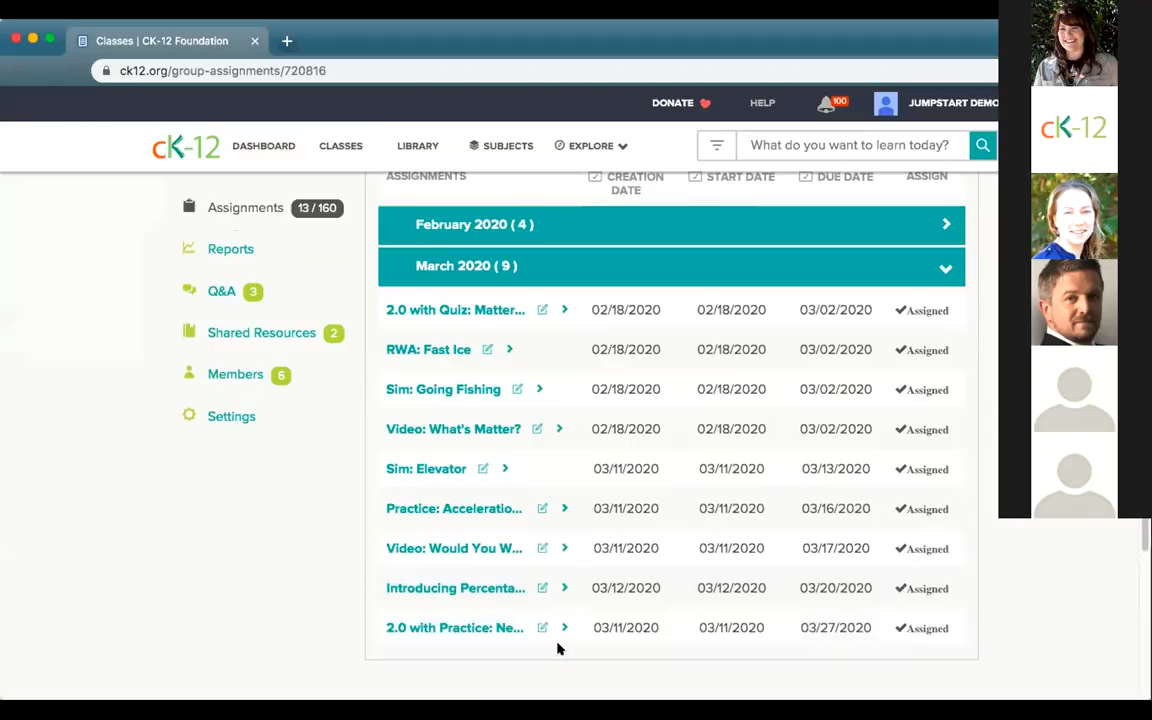 Classes | CK-12 Foundation
ck12.org/group-assignments/720816
DONATE HELP 100 JUMPSTART DEMO
cK-12 DASHBOARD CLASSES LIBRARY SUBJECTS EXPLORE What do you want to learn today?
cK-12
ASSIGNMENTS CREATION DATE START DATE DUE DATE ASSIGN
Assignments 13 / 160
Reports
Q&A 3
Shared Resources 2
Members 6
Settings
February 2020 ( 4 )
March 2020 ( 9 )
2.0 with Quiz: Matter... 02/18/2020 02/18/2020 03/02/2020 Assigned
RWA: Fast Ice 02/18/2020 02/18/2020 03/02/2020 Assigned
Sim: Going Fishing 02/18/2020 02/18/2020 03/02/2020 Assigned
Video: What's Matter? 02/18/2020 02/18/2020 03/02/2020 Assigned
Sim: Elevator 03/11/2020 03/11/2020 03/13/2020 Assigned
Practice: Acceleratio... 03/11/2020 03/11/2020 03/16/2020 Assigned
Video: Would You W... 03/11/2020 03/11/2020 03/17/2020 Assigned
Introducing Percenta... 03/12/2020 03/12/2020 03/20/2020 Assigned
2.0 with Practice: Ne... 03/11/2020 03/11/2020 03/27/2020 Assigned